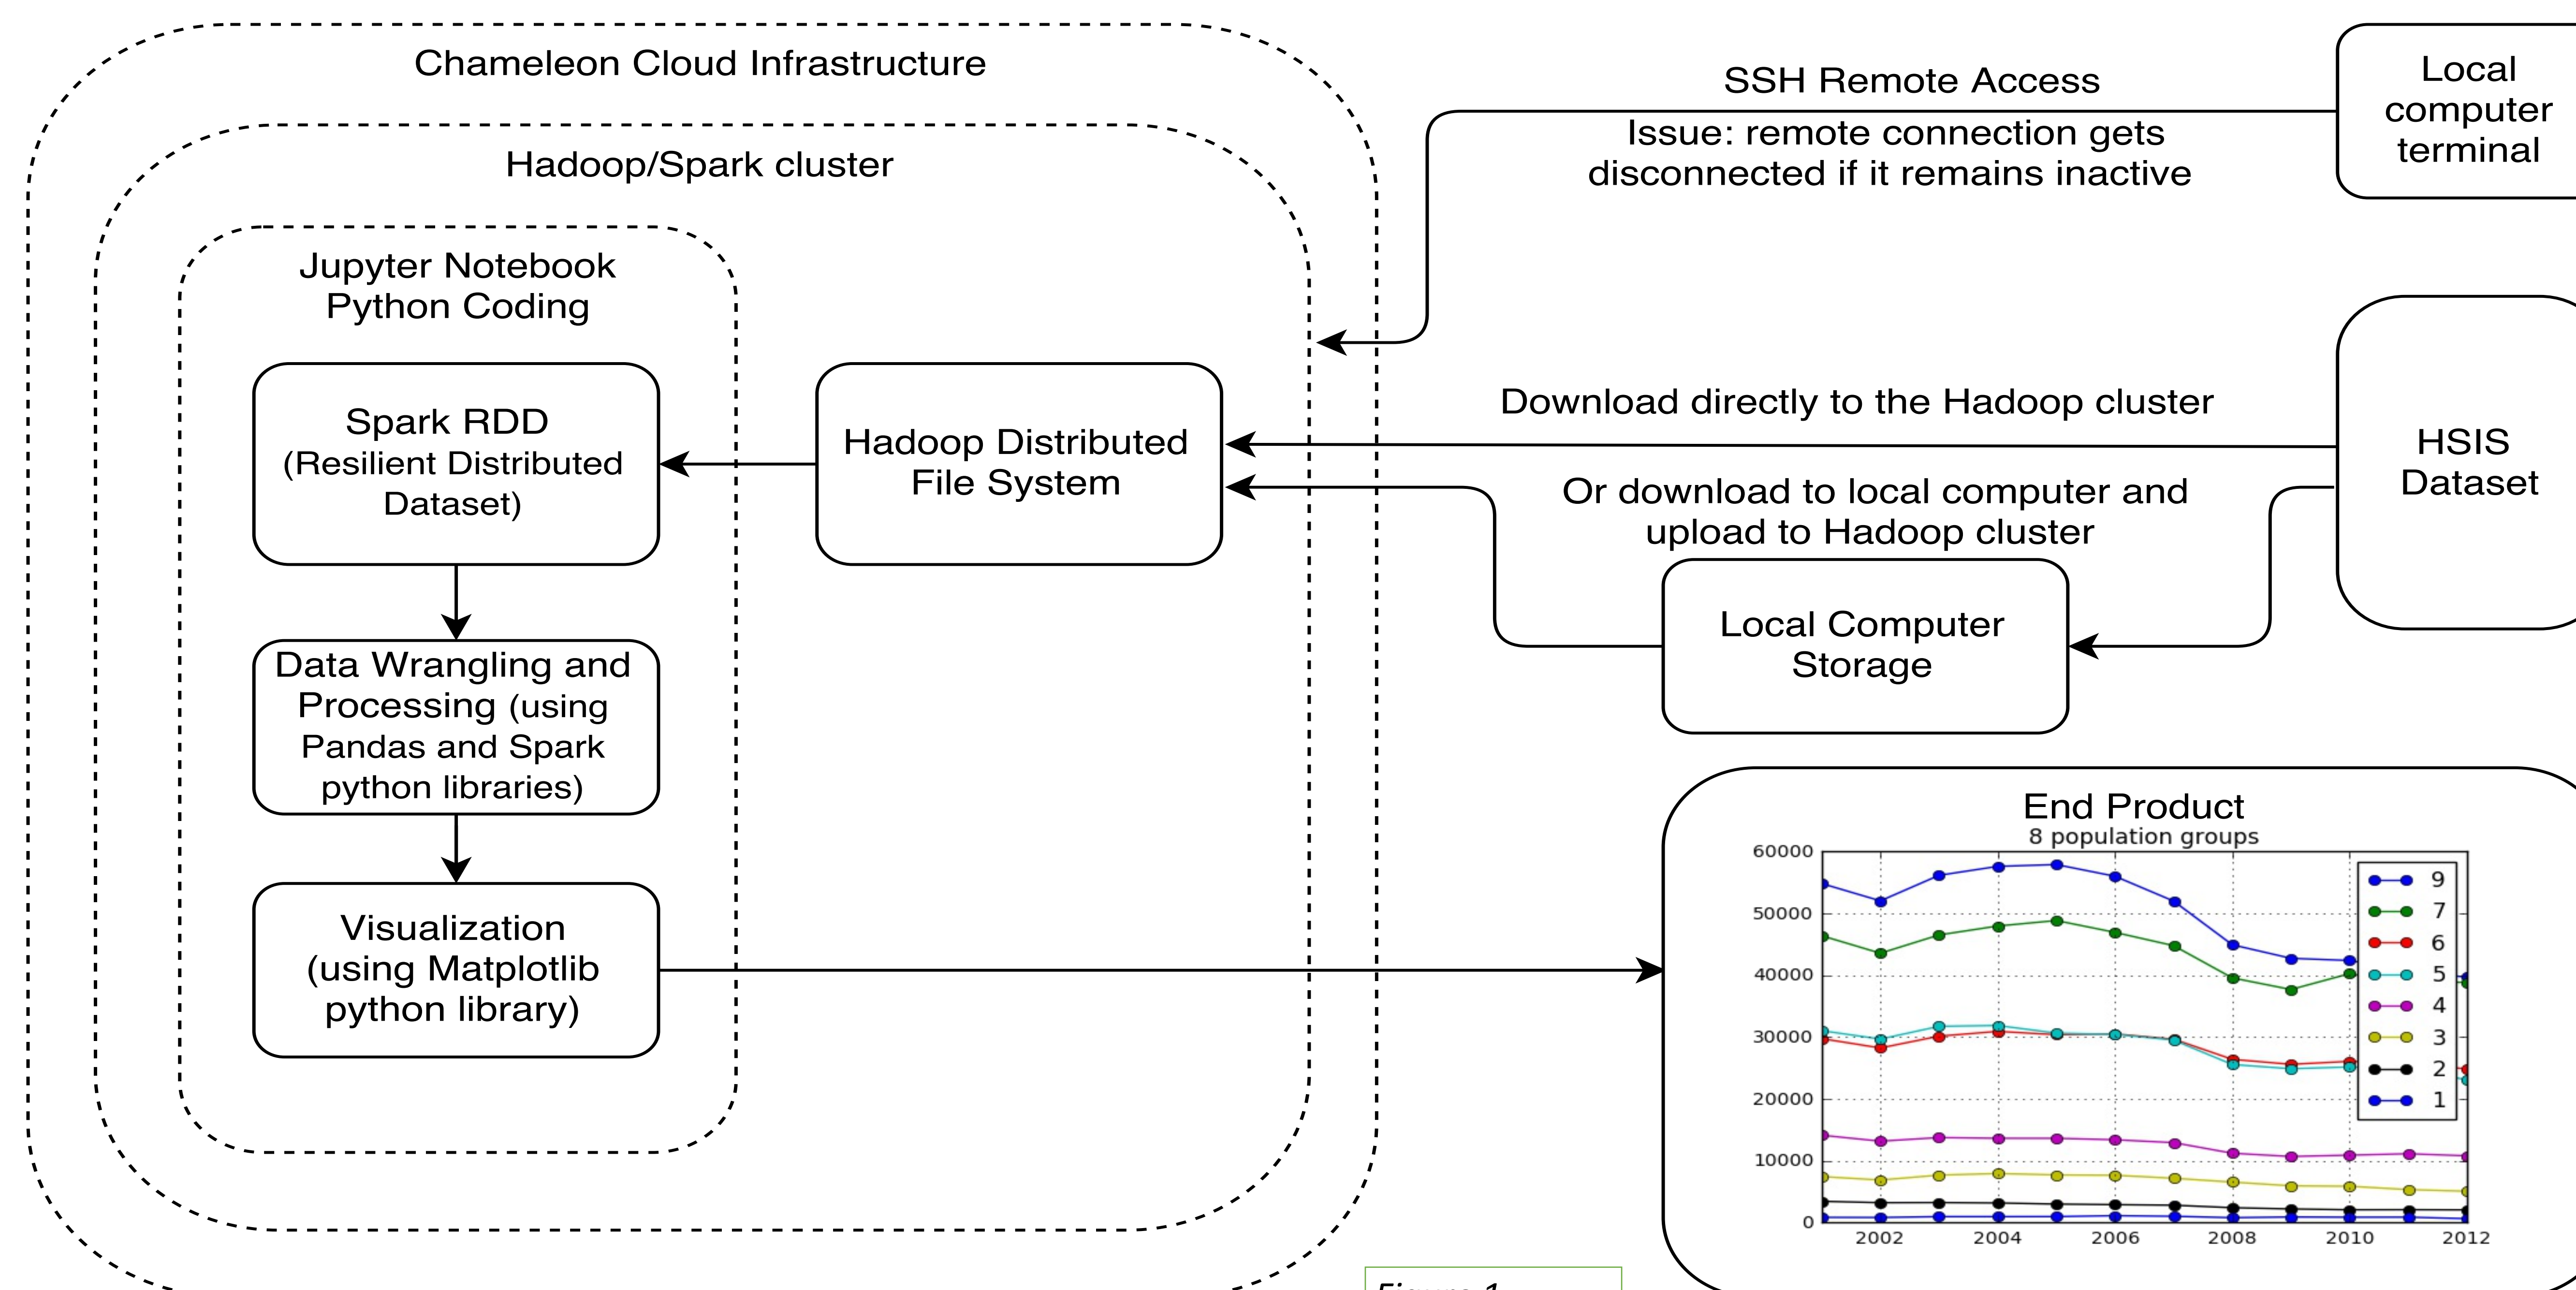 Chameleon Cloud Infrastructure
Hadoop/Spark cluster
Jupyter Notebook
Python Coding
Spark RDD
(Resilient Distributed
Dataset)
Data Wrangling and
Processing (using
Pandas and Spark
python libraries)
Visualization
(using Matplotlib
python library)
Hadoop Distributed
File System
SSH Remote Access
Issue: remote connection gets
disconnected if it remains inactive
Local
computer
terminal
Download directly to the Hadoop cluster
Or download to local computer and
upload to Hadoop cluster
HSIS
Dataset
Local Computer
Storage
End Product
8 population groups
60000
50000
40000
30000
20000
10000
0
2002 2004 2006 2008 2010 2012
9
7
6
5
4
3
2
1
Figure 1